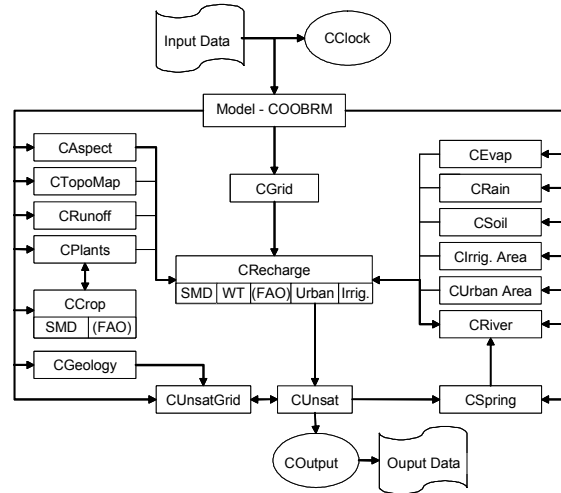 Input Data
CClock
Model - COOBRM
CAspect
CTopoMap
CRunoff
CPlants
CCrop
SMD (FAO)
CGeology
CGrid
CRecharge
SMD WT (FAO) Urban Irrig.
CEvap
CRain
CSoil
CIrrig. Area
CUrban Area
CRiver
CUnsatGrid
CUnsat
CSpring
COutput
Ouput Data